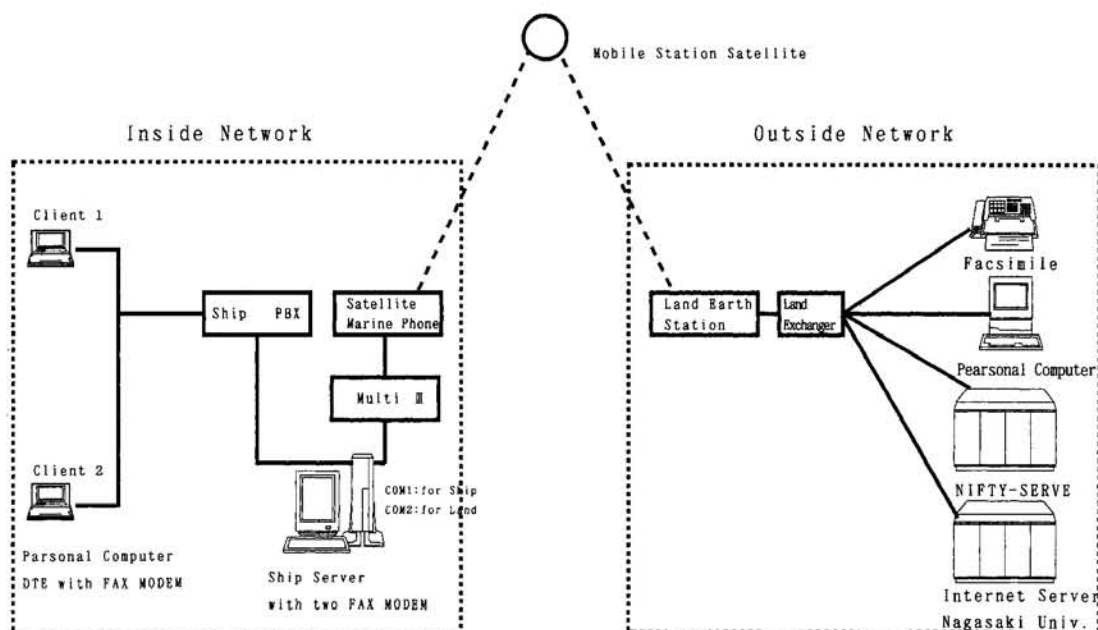 Mobile Station Satellite
Inside Network
Outside Network
Client 1
Ship PBX
Satellite
Marine Phone
Multi Ⅲ
Client 2
COM1:for Ship
COM2:for Land
Parsonal Computer
DTE with FAX MODEM
Ship Server
with two FAX MODEM
Land Earth
Station
Land
Exchanger
Facsimile
Pearsonal Computer
NIFTY-SERVE
Internet Server
Nagasaki Univ.